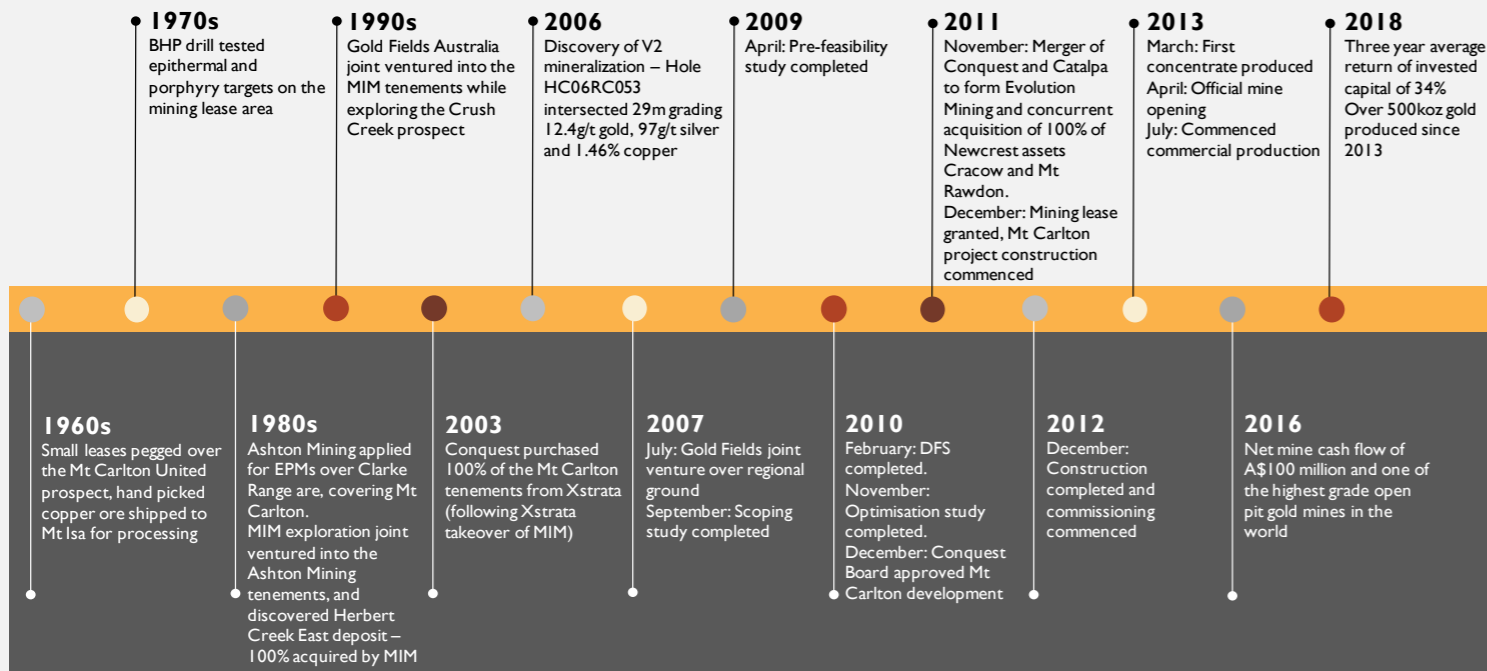 1970s
BHP drill tested
epithermal and
porphyry targets on the
mining lease area
1990s
Gold Fields Australia
joint ventured into the
MIM tenements while
exploring the Crush
Creek prospect
2006
Discovery of V2
mineralization – Hole
HC06RC053
intersected 29m grading
12.4g/t gold, 97g/t silver
and 1.46% copper
2009
April: Pre-feasibility
study completed
2011
November: Merger of
Conquest and Catalpa
to form Evolution
Mining and concurrent
acquisition of 100% of
Newcrest assets
Cracow and Mt
Rawdon.
December: Mining lease
granted, Mt Carlton
project construction
commenced
2013
March: First
concentrate produced
April: Official mine
opening
July: Commenced
commercial production
2018
Three year average
return of invested
capital of 34%
Over 500koz gold
produced since
2013
1960s
Small leases pegged over
the Mt Carlton United
prospect, hand picked
copper ore shipped to
Mt Isa for processing
1980s
Ashton Mining applied
for EPMs over Clarke
Range are, covering Mt
Carlton.
MIM exploration joint
ventured into the
Ashton Mining
tenements, and
discovered Herbert
Creek East deposit –
100% acquired by MIM
2003
Conquest purchased
100% of the Mt Carlton
tenements from Xstrata
(following Xstrata
takeover of MIM)
2007
July: Gold Fields joint
venture over regional
ground
September: Scoping
study completed
2010
February: DFS
completed.
November:
Optimisation study
completed.
December: Conquest
Board approved Mt
Carlton development
2012
December:
Construction
completed and
commissioning
commenced
2016
Net mine cash flow of
A$100 million and one of
the highest grade open
pit gold mines in the
world